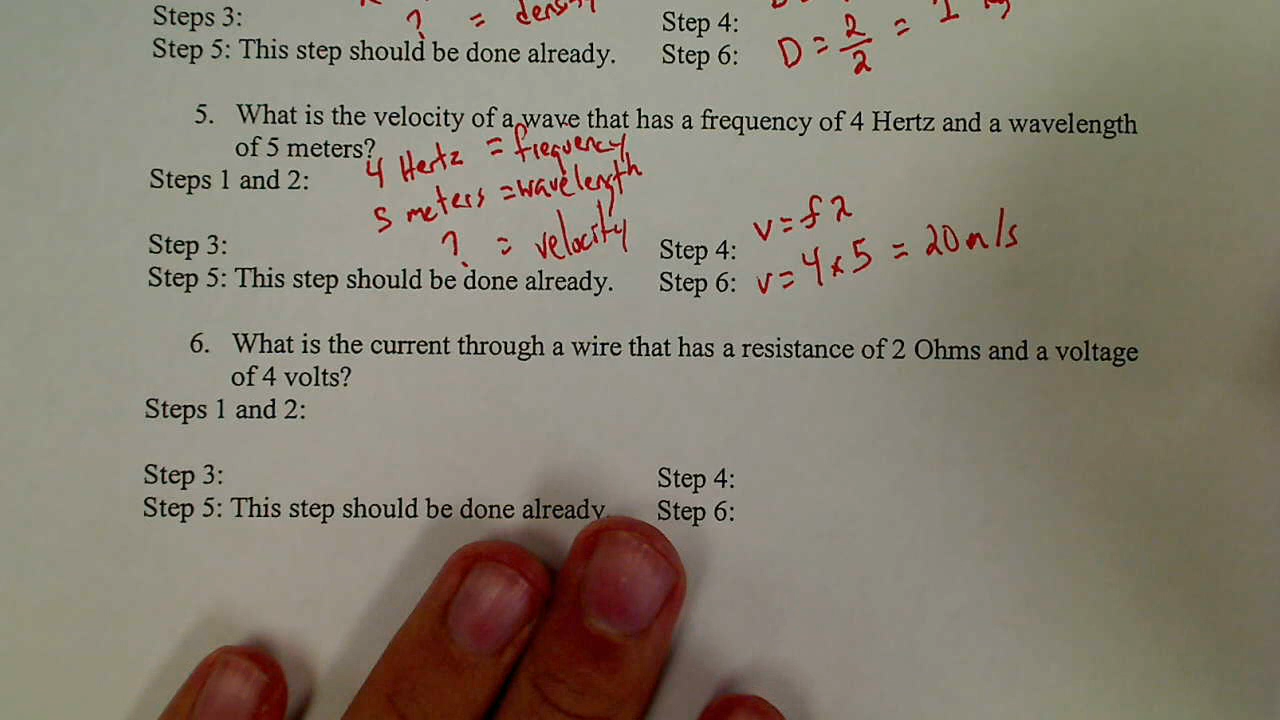 Steps 3:
? = density
Step 4:
Step 5: This step should be done already.
Step 6: D = 2/2 = 1
5. What is the velocity of a wave that has a frequency of 4 Hertz and a wavelength
of 5 meters?
4 Hertz = frequency
Steps 1 and 2:
5 meters = wavelength
Step 3: ? = velocity
Step 4: v = f λ
Step 5: This step should be done already.
Step 6: v = 4 x 5 = 20 m/s
6. What is the current through a wire that has a resistance of 2 Ohms and a voltage
of 4 volts?
Steps 1 and 2:
Step 3:
Step 4:
Step 5: This step should be done already.
Step 6: